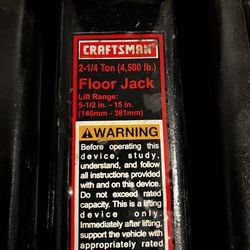 CRAFTSMAN
2-1/4 Ton (4,500 lb.)
Floor Jack
Lift Range:
5-1/2 in. - 15 in.
(140mm - 381mm)
WARNING
Before operating this
device, study,
understand, and follow
all instructions provided
with and on this device.
Do not exceed rated
capacity. This is a lifting
device only.
Immediately after lifting,
support the vehicle with
appropriately rated